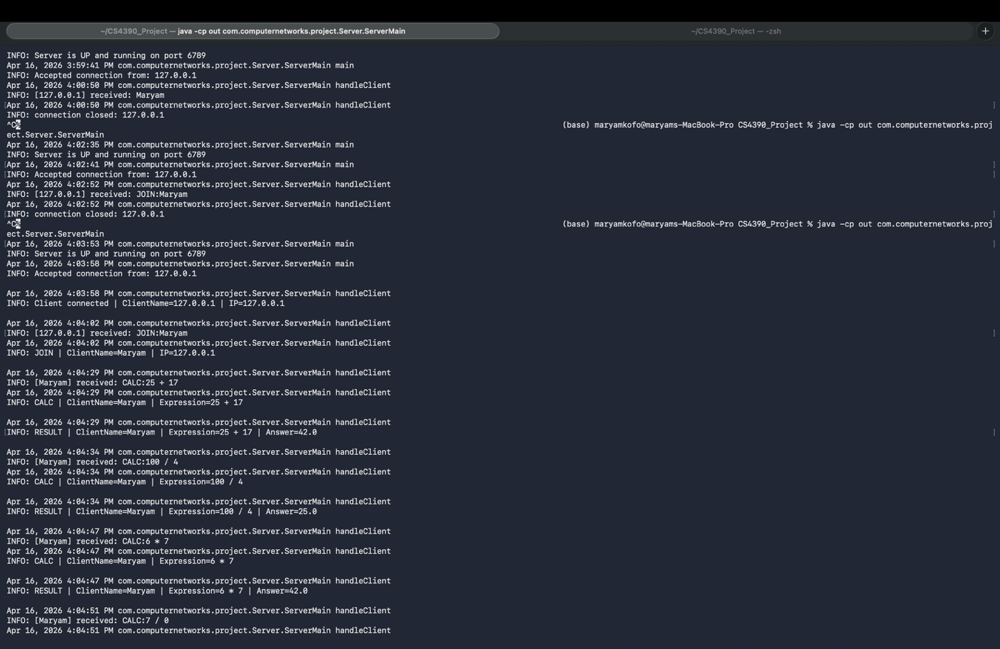 ~/CS4390_Project — java -cp out com.computernetworks.project.Server.ServerMain
~/CS4390_Project — -zsh
+
INFO: Server is UP and running on port 6789
Apr 16, 2026 3:59:41 PM com.computernetworks.project.Server.ServerMain main
INFO: Accepted connection from: 127.0.0.1
Apr 16, 2026 4:00:50 PM com.computernetworks.project.Server.ServerMain handleClient
INFO: [127.0.0.1] received: Maryam
[Apr 16, 2026 4:00:50 PM com.computernetworks.project.Server.ServerMain handleClient ]
INFO: connection closed: 127.0.0.1
^C% (base) maryamkofo@maryams-MacBook-Pro CS4390_Project % java -cp out com.computernetworks.proj
ect.Server.ServerMain
Apr 16, 2026 4:02:35 PM com.computernetworks.project.Server.ServerMain main
INFO: Server is UP and running on port 6789
[Apr 16, 2026 4:02:41 PM com.computernetworks.project.Server.ServerMain main ]
[INFO: Accepted connection from: 127.0.0.1 ]
Apr 16, 2026 4:02:52 PM com.computernetworks.project.Server.ServerMain handleClient
INFO: [127.0.0.1] received: JOIN:Maryam
Apr 16, 2026 4:02:52 PM com.computernetworks.project.Server.ServerMain handleClient
[INFO: connection closed: 127.0.0.1 ]
^C% (base) maryamkofo@maryams-MacBook-Pro CS4390_Project % java -cp out com.computernetworks.proj
ect.Server.ServerMain
[Apr 16, 2026 4:03:53 PM com.computernetworks.project.Server.ServerMain main ]
INFO: Server is UP and running on port 6789
Apr 16, 2026 4:03:58 PM com.computernetworks.project.Server.ServerMain main
INFO: Accepted connection from: 127.0.0.1
Apr 16, 2026 4:03:58 PM com.computernetworks.project.Server.ServerMain handleClient
INFO: Client connected | ClientName=127.0.0.1 | IP=127.0.0.1
Apr 16, 2026 4:04:02 PM com.computernetworks.project.Server.ServerMain handleClient
[INFO: [127.0.0.1] received: JOIN:Maryam ]
Apr 16, 2026 4:04:02 PM com.computernetworks.project.Server.ServerMain handleClient
INFO: JOIN | ClientName=Maryam | IP=127.0.0.1
Apr 16, 2026 4:04:29 PM com.computernetworks.project.Server.ServerMain handleClient
INFO: [Maryam] received: CALC:25 + 17
Apr 16, 2026 4:04:29 PM com.computernetworks.project.Server.ServerMain handleClient
INFO: CALC | ClientName=Maryam | Expression=25 + 17
Apr 16, 2026 4:04:29 PM com.computernetworks.project.Server.ServerMain handleClient
[INFO: RESULT | ClientName=Maryam | Expression=25 + 17 | Answer=42.0 ]
Apr 16, 2026 4:04:34 PM com.computernetworks.project.Server.ServerMain handleClient
INFO: [Maryam] received: CALC:100 / 4
Apr 16, 2026 4:04:34 PM com.computernetworks.project.Server.ServerMain handleClient
INFO: CALC | ClientName=Maryam | Expression=100 / 4
Apr 16, 2026 4:04:34 PM com.computernetworks.project.Server.ServerMain handleClient
INFO: RESULT | ClientName=Maryam | Expression=100 / 4 | Answer=25.0
Apr 16, 2026 4:04:47 PM com.computernetworks.project.Server.ServerMain handleClient
INFO: [Maryam] received: CALC:6 * 7
Apr 16, 2026 4:04:47 PM com.computernetworks.project.Server.ServerMain handleClient
INFO: CALC | ClientName=Maryam | Expression=6 * 7
Apr 16, 2026 4:04:47 PM com.computernetworks.project.Server.ServerMain handleClient
INFO: RESULT | ClientName=Maryam | Expression=6 * 7 | Answer=42.0
Apr 16, 2026 4:04:51 PM com.computernetworks.project.Server.ServerMain handleClient
INFO: [Maryam] received: CALC:7 / 0
Apr 16, 2026 4:04:51 PM com.computernetworks.project.Server.ServerMain handleClient